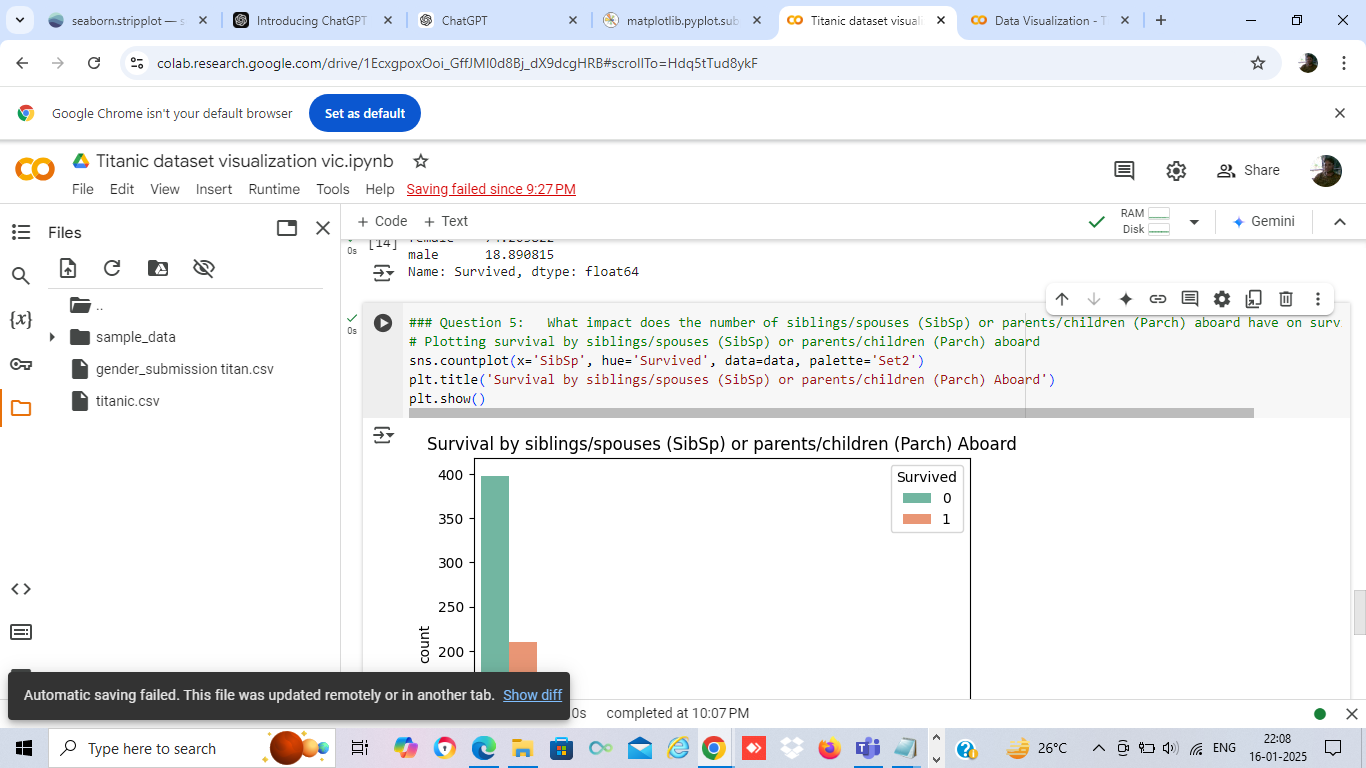 seaborn.stripplot — s
Introducing ChatGPT
ChatGPT
matplotlib.pyplot.sub
Titanic dataset visuali
Data Visualization - T
colab.research.google.com/drive/1EcxgpoxOoi_GffJMI0d8Bj_dX9dcgHRB#scrollTo=Hdq5tTud8ykF
Google Chrome isn't your default browser
Set as default
Titanic dataset visualization vic.ipynb
File Edit View Insert Runtime Tools Help Saving failed since 9:27 PM
Share
Files
+ Code + Text
RAM
Disk
Gemini
..
sample_data
gender_submission titan.csv
titanic.csv
0s
[14]
female 74.203822
male 18.890815
Name: Survived, dtype: float64
0s
### Question 5: What impact does the number of siblings/spouses (SibSp) or parents/children (Parch) aboard have on surv
# Plotting survival by siblings/spouses (SibSp) or parents/children (Parch) aboard
sns.countplot(x='SibSp', hue='Survived', data=data, palette='Set2')
plt.title('Survival by siblings/spouses (SibSp) or parents/children (Parch) Aboard')
plt.show()
Survival by siblings/spouses (SibSp) or parents/children (Parch) Aboard
Survived
0
1
400
350
300
250
200
count
Automatic saving failed. This file was updated remotely or in another tab. Show diff
0s completed at 10:07 PM
Type here to search
26°C
ENG
22:08
16-01-2025